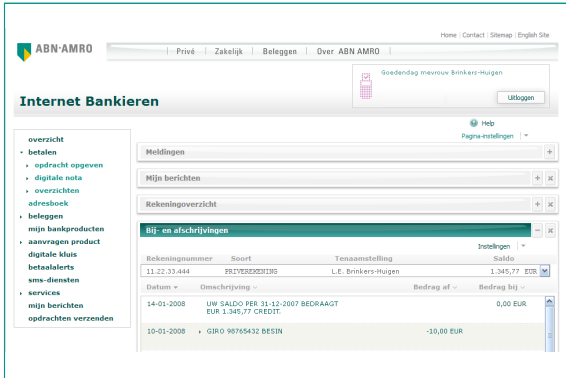 Home | Contact | Sitemap | English Site
ABN·AMRO
Privé | Zakelijk | Beleggen | Over ABN AMRO
Goedendag mevrouw Brinkers-Huigen
Uitloggen
Internet Bankieren
Help
Pagina-instellingen
overzicht
betalen
opdracht opgeven
digitale nota
overzichten
adresboek
beleggen
mijn bankproducten
aanvragen product
digitale kluis
betaalalerts
sms-diensten
services
mijn berichten
opdrachten verzenden
Meldingen
Mijn berichten
Rekeningoverzicht
Bij- en afschrijvingen
Instellingen
Rekeningnummer Soort Tenaamstelling Saldo
11.22.33.444 PRIVEREKENING L.E. Brinkers-Huigen 1.345,77 EUR
Datum Omschrijving Bedrag af Bedrag bij
14-01-2008 UW SALDO PER 31-12-2007 BEDRAAGT 0,00 EUR
EUR 1.345,77 CREDIT.
10-01-2008 GIRO 98765432 BESIN -10,00 EUR